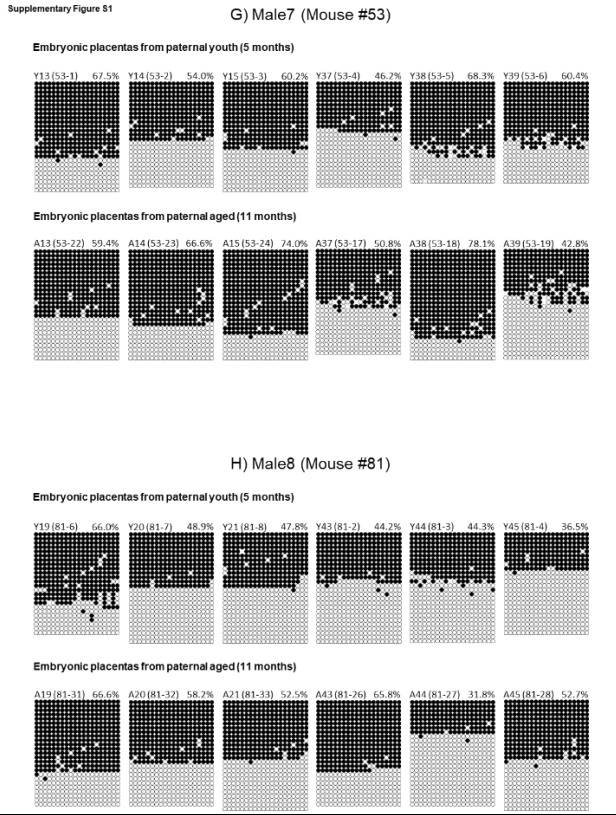 Supplementary Figure S1
G) Male7 (Mouse #53)
Embryonic placentas from paternal youth (5 months)
Y13 (53-1) 67.5% Y14 (53-2) 54.0% Y15 (53-3) 60.2% Y37 (53-4) 46.2% Y38 (53-5) 68.3% Y39 (53-6) 60.4%
Embryonic placentas from paternal aged (11 months)
A13 (53-22) 59.4% A14 (53-23) 66.6% A15 (53-24) 74.0% A37 (53-17) 50.8% A38 (53-18) 78.1% A39 (53-19) 42.8%
H) Male8 (Mouse #81)
Embryonic placentas from paternal youth (5 months)
Y19 (81-6) 66.0% Y20 (81-7) 48.9% Y21 (81-8) 47.8% Y43 (81-2) 44.2% Y44 (81-3) 44.3% Y45 (81-4) 36.5%
Embryonic placentas from paternal aged (11 months)
A19 (81-31) 66.6% A20 (81-32) 58.2% A21 (81-33) 52.5% A43 (81-26) 65.8% A44 (81-27) 31.8% A45 (81-28) 52.7%